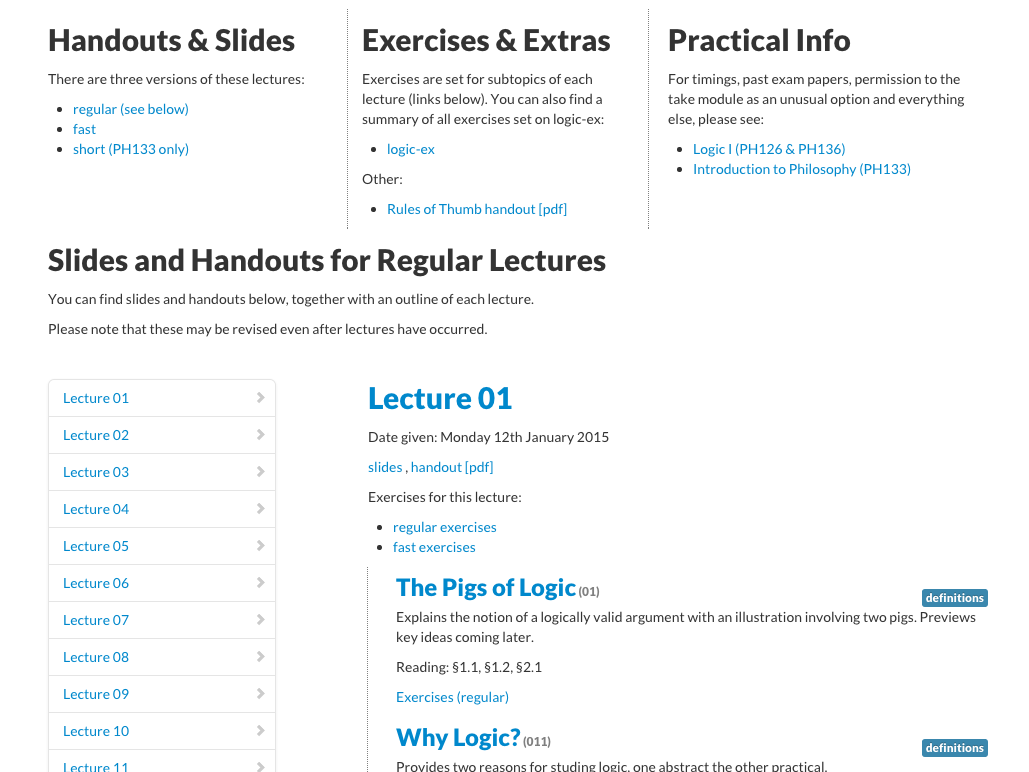 Handouts & Slides
There are three versions of these lectures:
regular (see below)
fast
short (PH133 only)
Exercises & Extras
Exercises are set for subtopics of each
lecture (links below). You can also find a
summary of all exercises set on logic-ex:
logic-ex
Other:
Rules of Thumb handout [pdf]
Practical Info
For timings, past exam papers, permission to the
take module as an unusual option and everything
else, please see:
Logic I (PH126 & PH136)
Introduction to Philosophy (PH133)
Slides and Handouts for Regular Lectures
You can find slides and handouts below, together with an outline of each lecture.
Please note that these may be revised even after lectures have occurred.
Lecture 01
Lecture 02
Lecture 03
Lecture 04
Lecture 05
Lecture 06
Lecture 07
Lecture 08
Lecture 09
Lecture 10
Lecture 11
Lecture 01
Date given: Monday 12th January 2015
slides , handout [pdf]
Exercises for this lecture:
regular exercises
fast exercises
The Pigs of Logic (01)
definitions
Explains the notion of a logically valid argument with an illustration involving two pigs. Previews
key ideas coming later.
Reading: §1.1, §1.2, §2.1
Exercises (regular)
Why Logic? (011)
definitions
Provides two reasons for studing logic, one abstract the other practical.